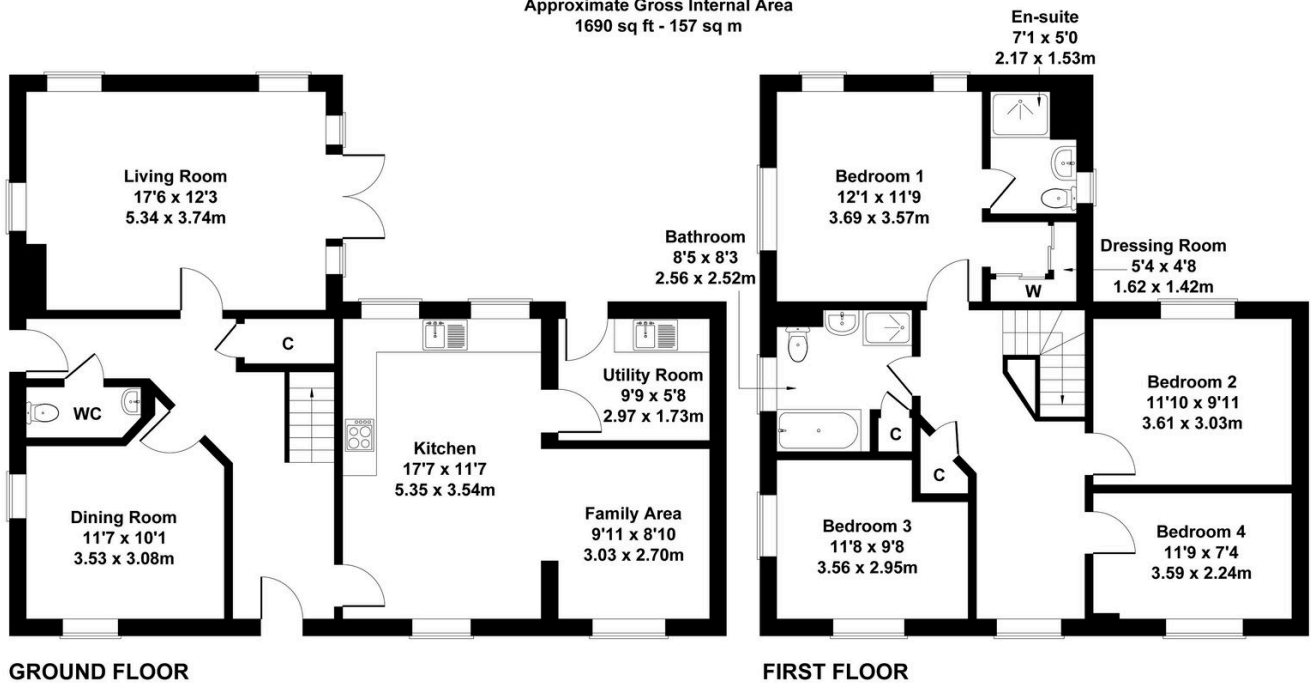 Approximate Gross Internal Area
1690 sq ft - 157 sq m
En-suite
7'1 x 5'0
2.17 x 1.53m
Living Room
17'6 x 12'3
5.34 x 3.74m
Bedroom 1
12'1 x 11'9
3.69 x 3.57m
Bathroom
8'5 x 8'3
2.56 x 2.52m
Dressing Room
5'4 x 4'8
1.62 x 1.42m
W
C
WC
Utility Room
9'9 x 5'8
2.97 x 1.73m
Kitchen
17'7 x 11'7
5.35 x 3.54m
Dining Room
11'7 x 10'1
3.53 x 3.08m
Family Area
9'11 x 8'10
3.03 x 2.70m
Bedroom 2
11'10 x 9'11
3.61 x 3.03m
C
C
Bedroom 3
11'8 x 9'8
3.56 x 2.95m
Bedroom 4
11'9 x 7'4
3.59 x 2.24m
GROUND FLOOR
FIRST FLOOR